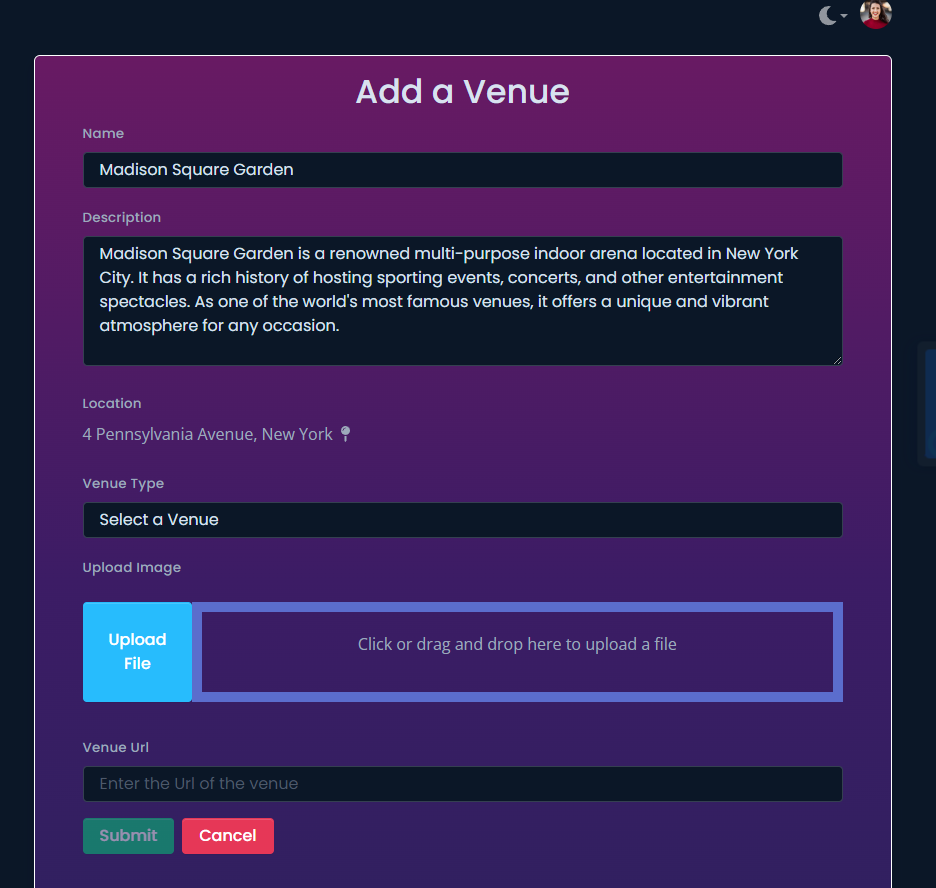 Add a Venue
Name
Madison Square Garden
Description
Madison Square Garden is a renowned multi-purpose indoor arena located in New York
City. It has a rich history of hosting sporting events, concerts, and other entertainment
spectacles. As one of the world's most famous venues, it offers a unique and vibrant
atmosphere for any occasion.
Location
4 Pennsylvania Avenue, New York
Venue Type
Select a Venue
Upload Image
Upload
File
Click or drag and drop here to upload a file
Venue Url
Enter the Url of the venue
Submit
Cancel